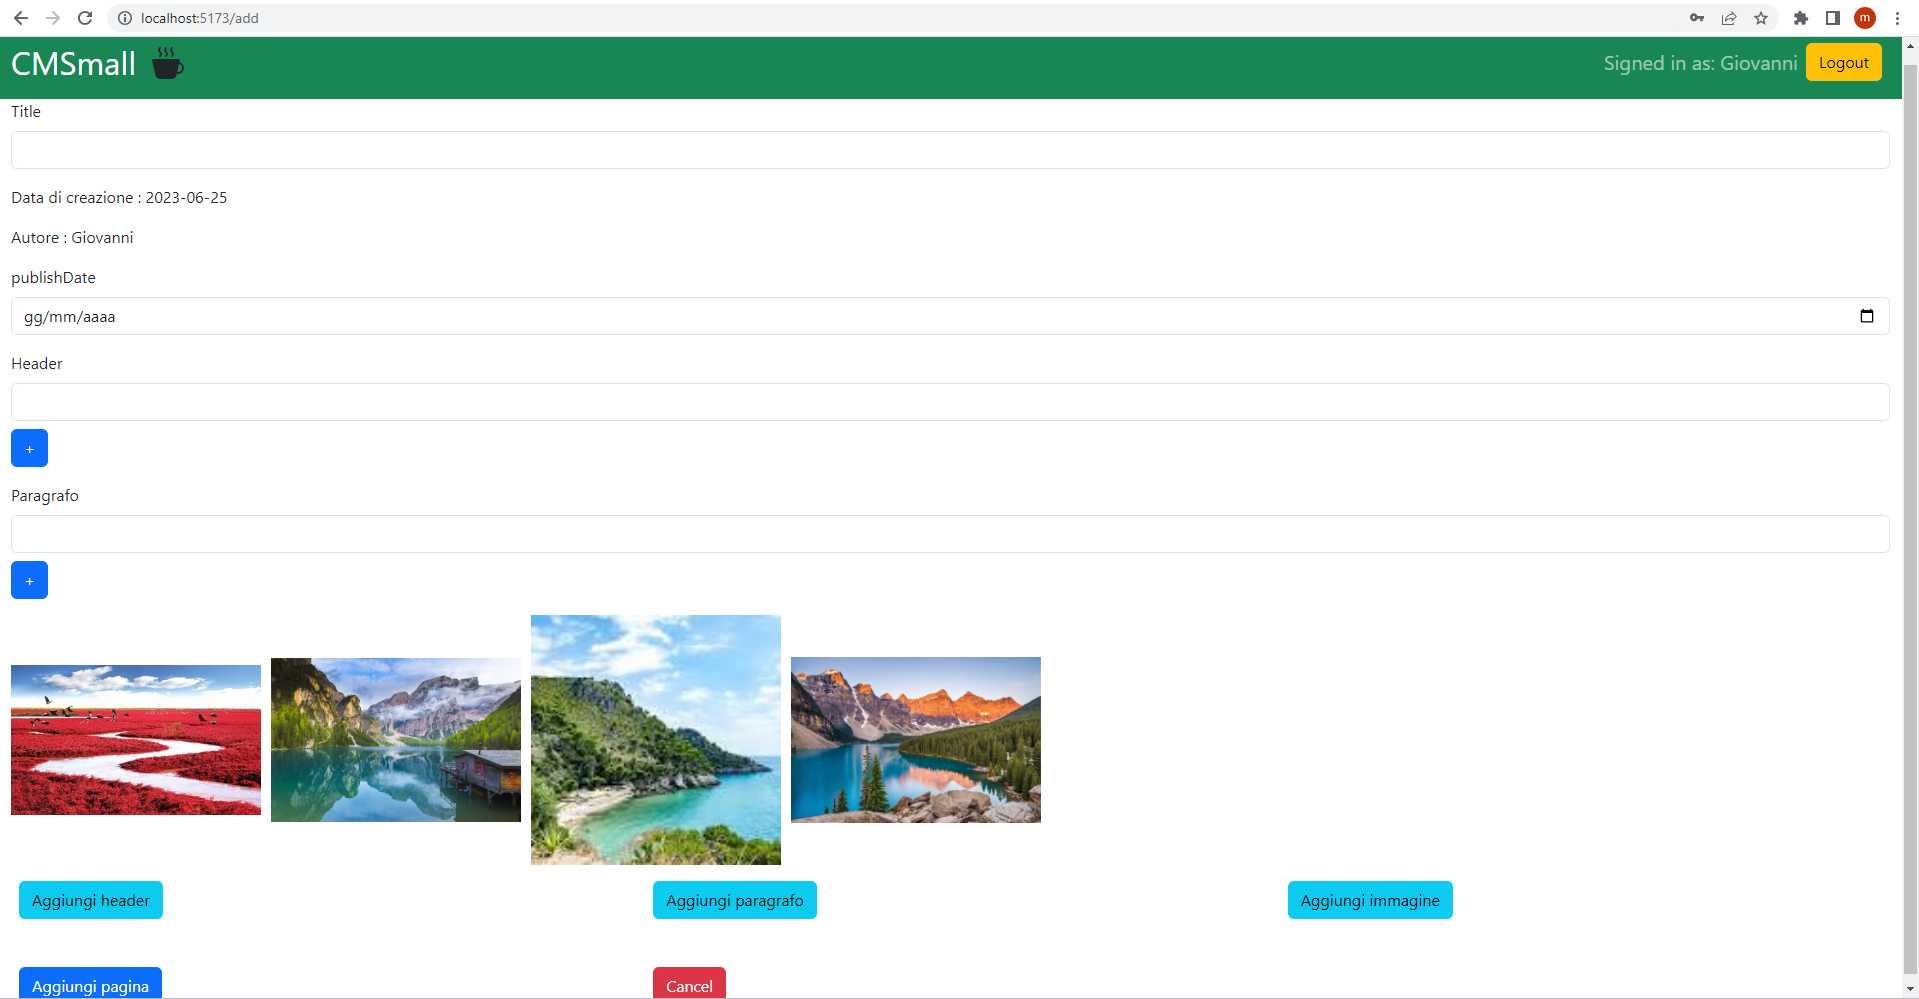 localhost:5173/add
m
CMSmall
Signed in as: Giovanni
Logout
Title
Data di creazione : 2023-06-25
Autore : Giovanni
publishDate
gg/mm/aaaa
Header
+
Paragrafo
+
Aggiungi header
Aggiungi paragrafo
Aggiungi immagine
Aggiungi pagina
Cancel